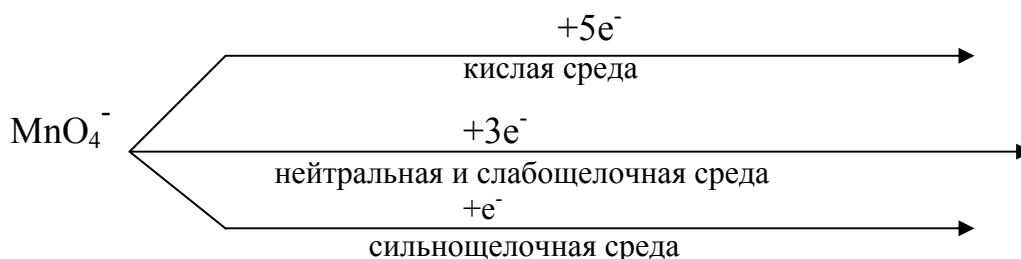 +5e⁻
кислая среда
MnO₄⁻
+3e⁻
нейтральная и слабощелочная среда
+e⁻
сильнощелочная среда